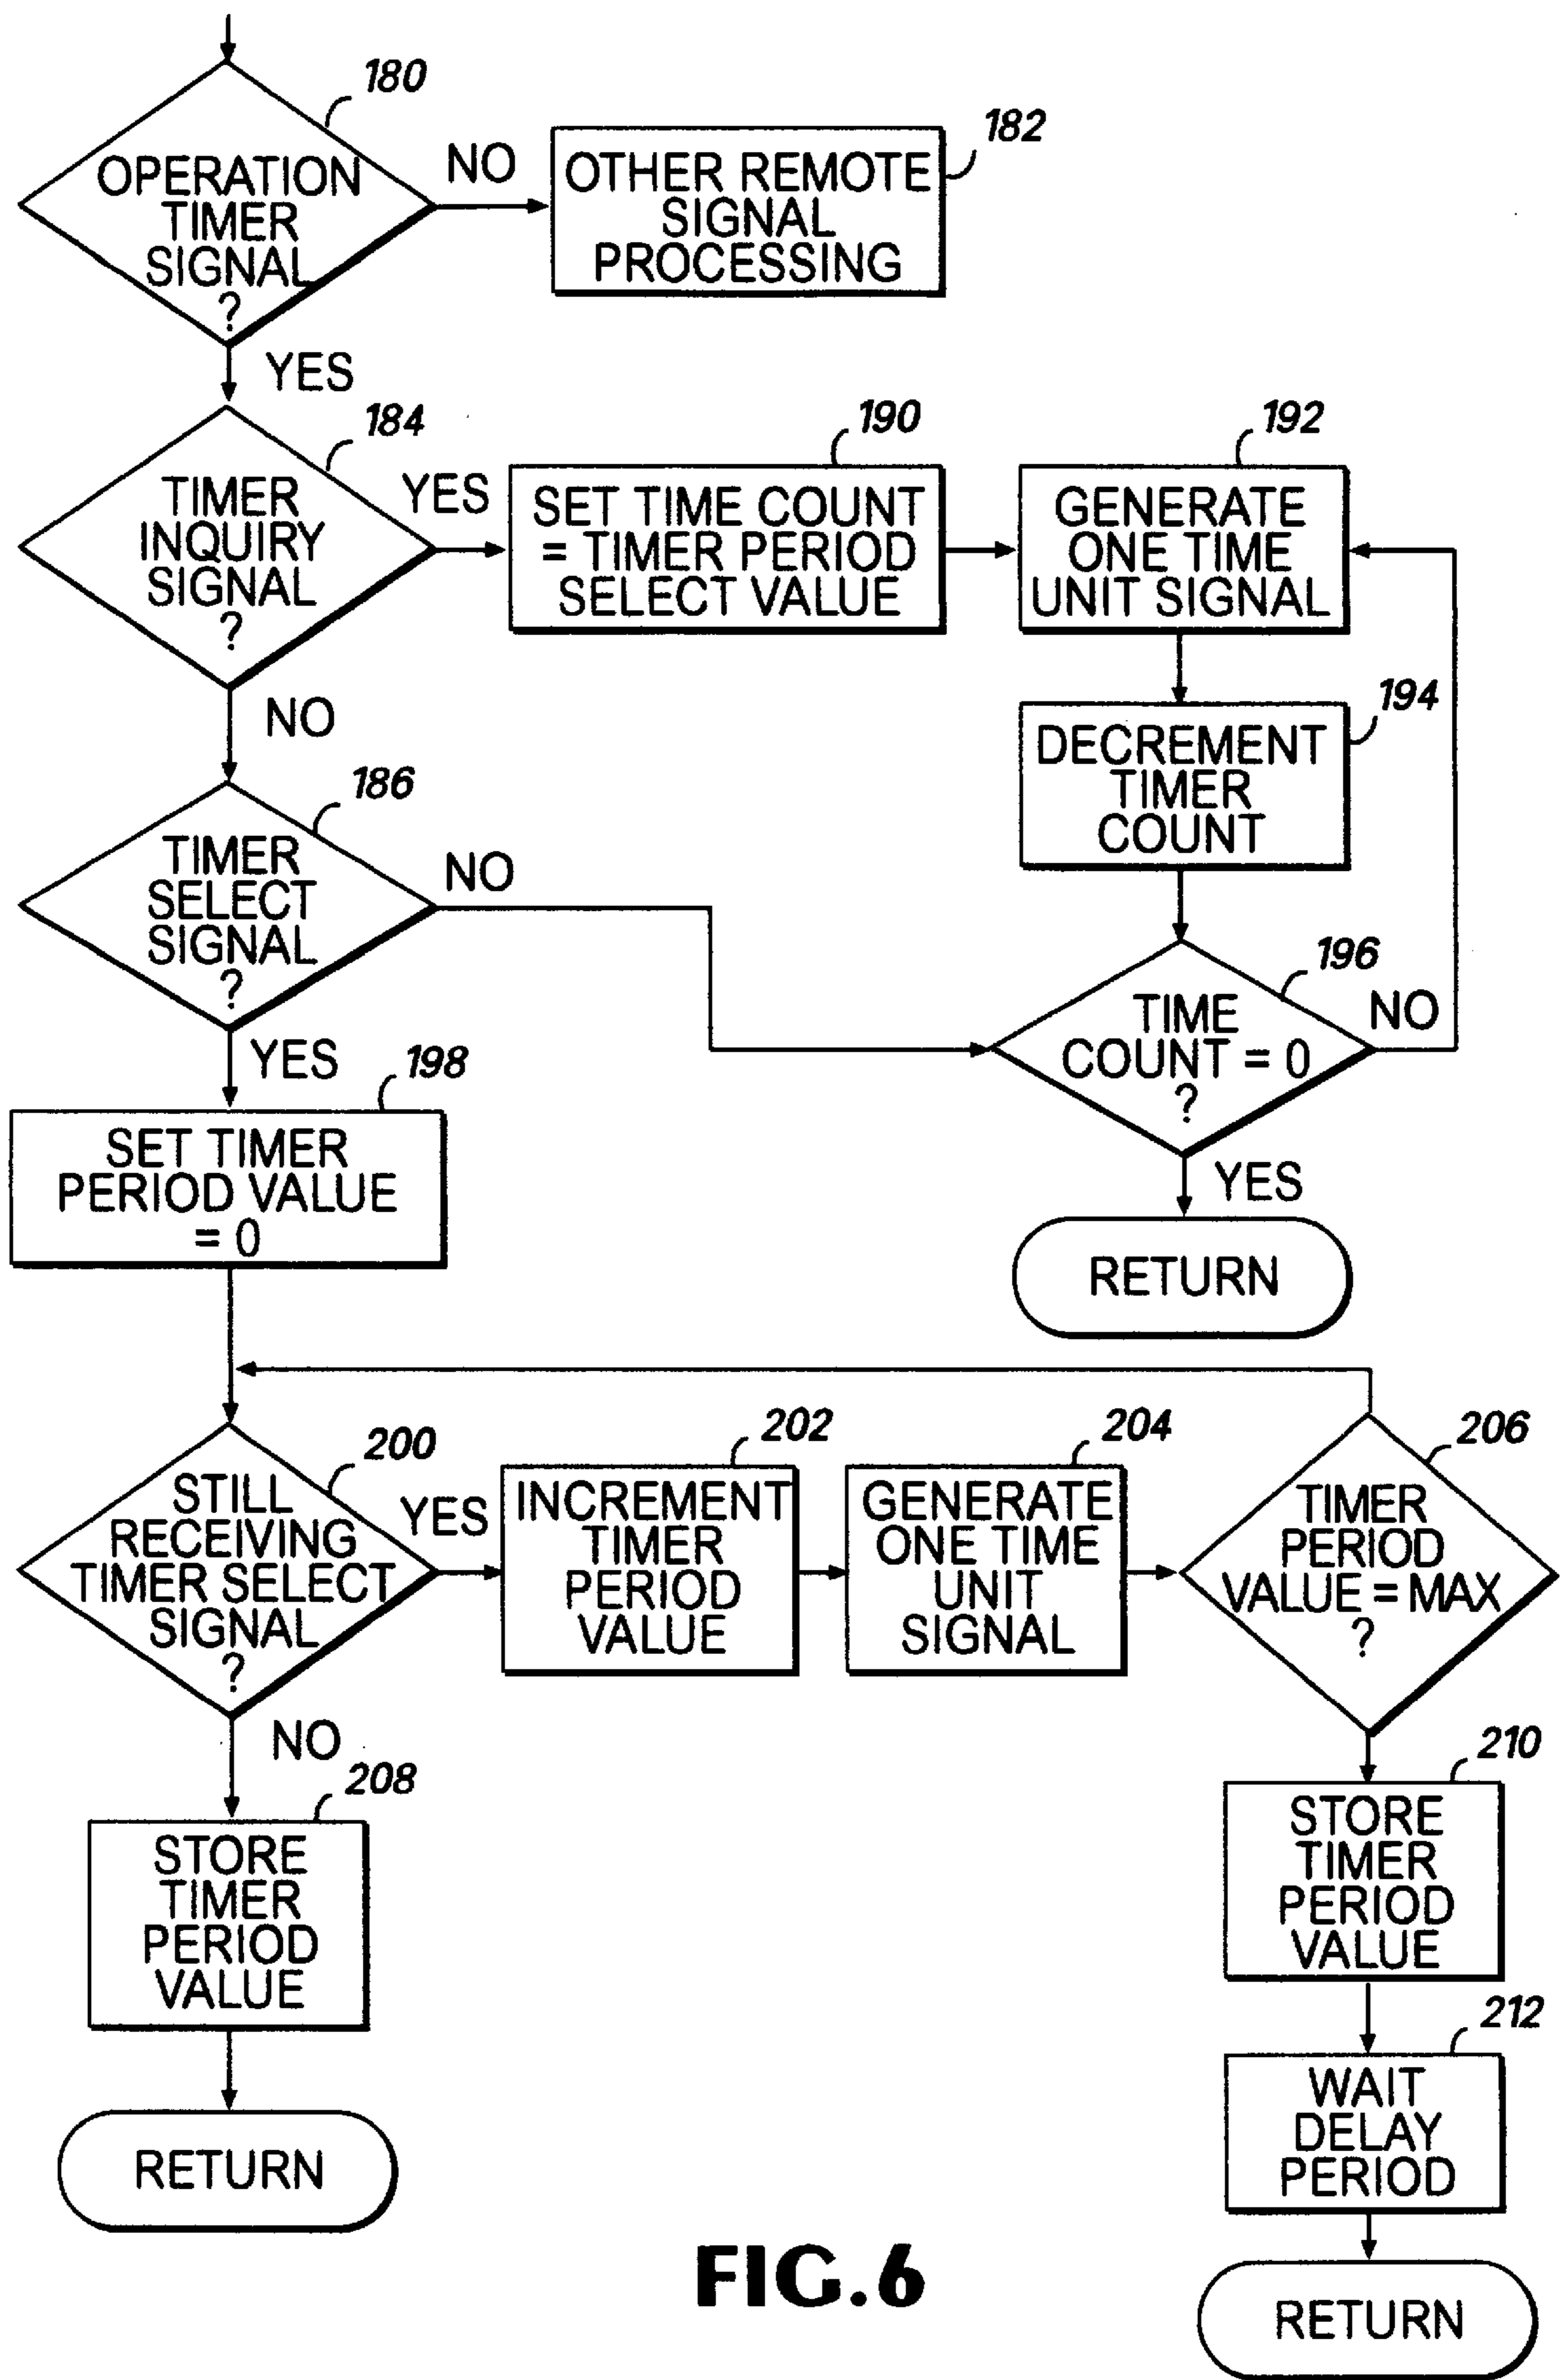 180
OPERATION
TIMER
SIGNAL
?
NO
182
OTHER REMOTE
SIGNAL
PROCESSING
YES
184
TIMER
INQUIRY
SIGNAL
?
YES
190
SET TIME COUNT
= TIMER PERIOD
SELECT VALUE
192
GENERATE
ONE TIME
UNIT SIGNAL
NO
194
DECREMENT
TIMER
COUNT
186
TIMER
SELECT
SIGNAL
?
NO
196
TIME
COUNT = 0
?
NO
YES
YES
RETURN
198
SET TIMER
PERIOD VALUE
= 0
200
STILL
RECEIVING
TIMER SELECT
SIGNAL
?
YES
202
INCREMENT
TIMER
PERIOD
VALUE
204
GENERATE
ONE TIME
UNIT
SIGNAL
206
TIMER
PERIOD
VALUE = MAX
?
NO
208
STORE
TIMER
PERIOD
VALUE
RETURN
210
STORE
TIMER
PERIOD
VALUE
212
WAIT
DELAY
PERIOD
RETURN
FIG.6